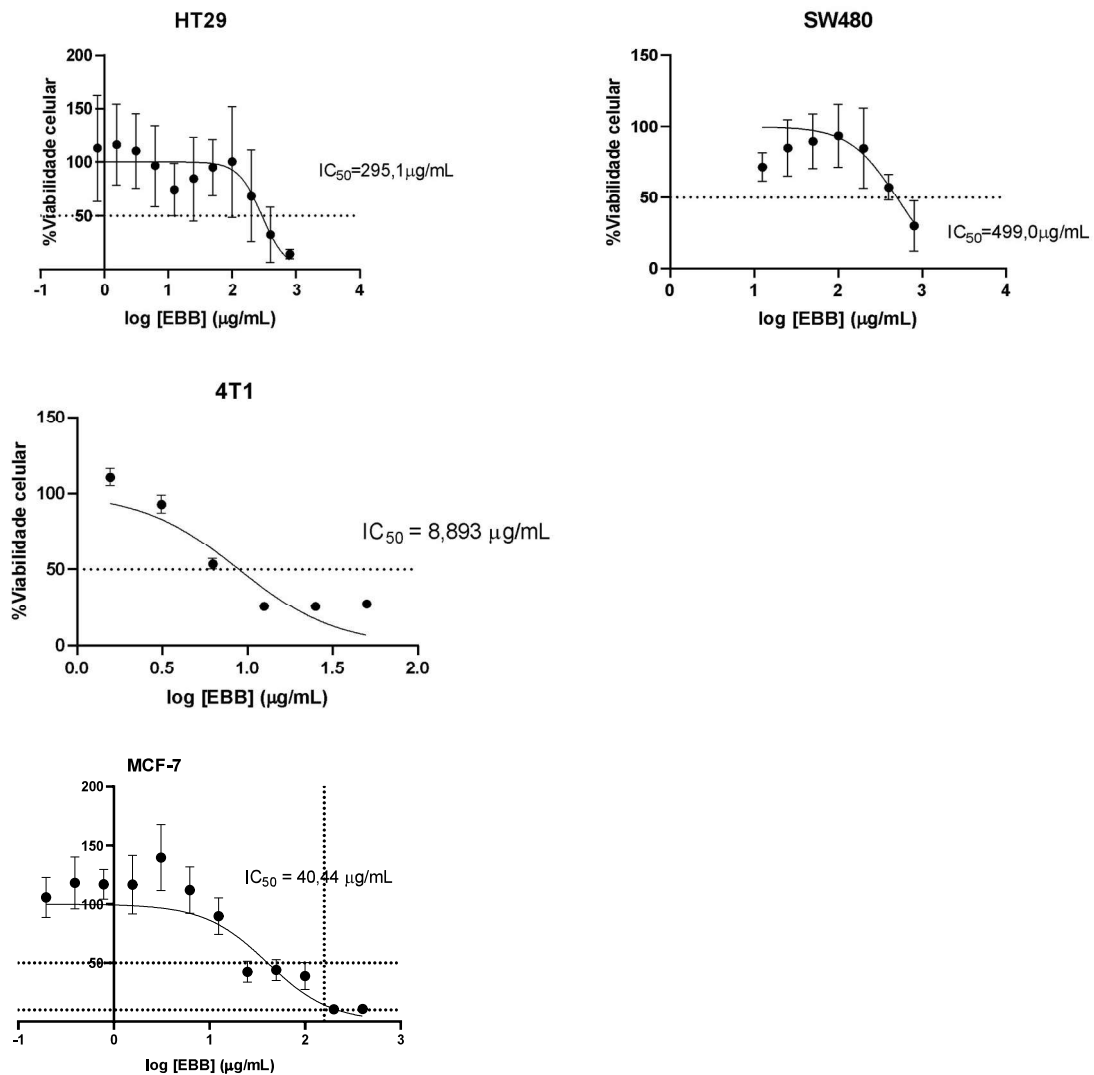 HT29
200
150
100
50
0
-1
0
1
2
3
4
%Viabilidade celular
IC50=295,1µg/mL
log [EBB] (µg/mL)
SW480
150
100
50
0
0
1
2
3
4
%Viabilidade celular
IC50=499,0µg/mL
log [EBB] (µg/mL)
4T1
150
100
50
0
0.0
0.5
1.0
1.5
2.0
%Viabilidade celular
IC50 = 8,893 µg/mL
log [EBB] (µg/mL)
MCF-7
200
150
100
50
-1
0
1
2
3
IC50 = 40,44 µg/mL
log [EBB] (µg/mL)